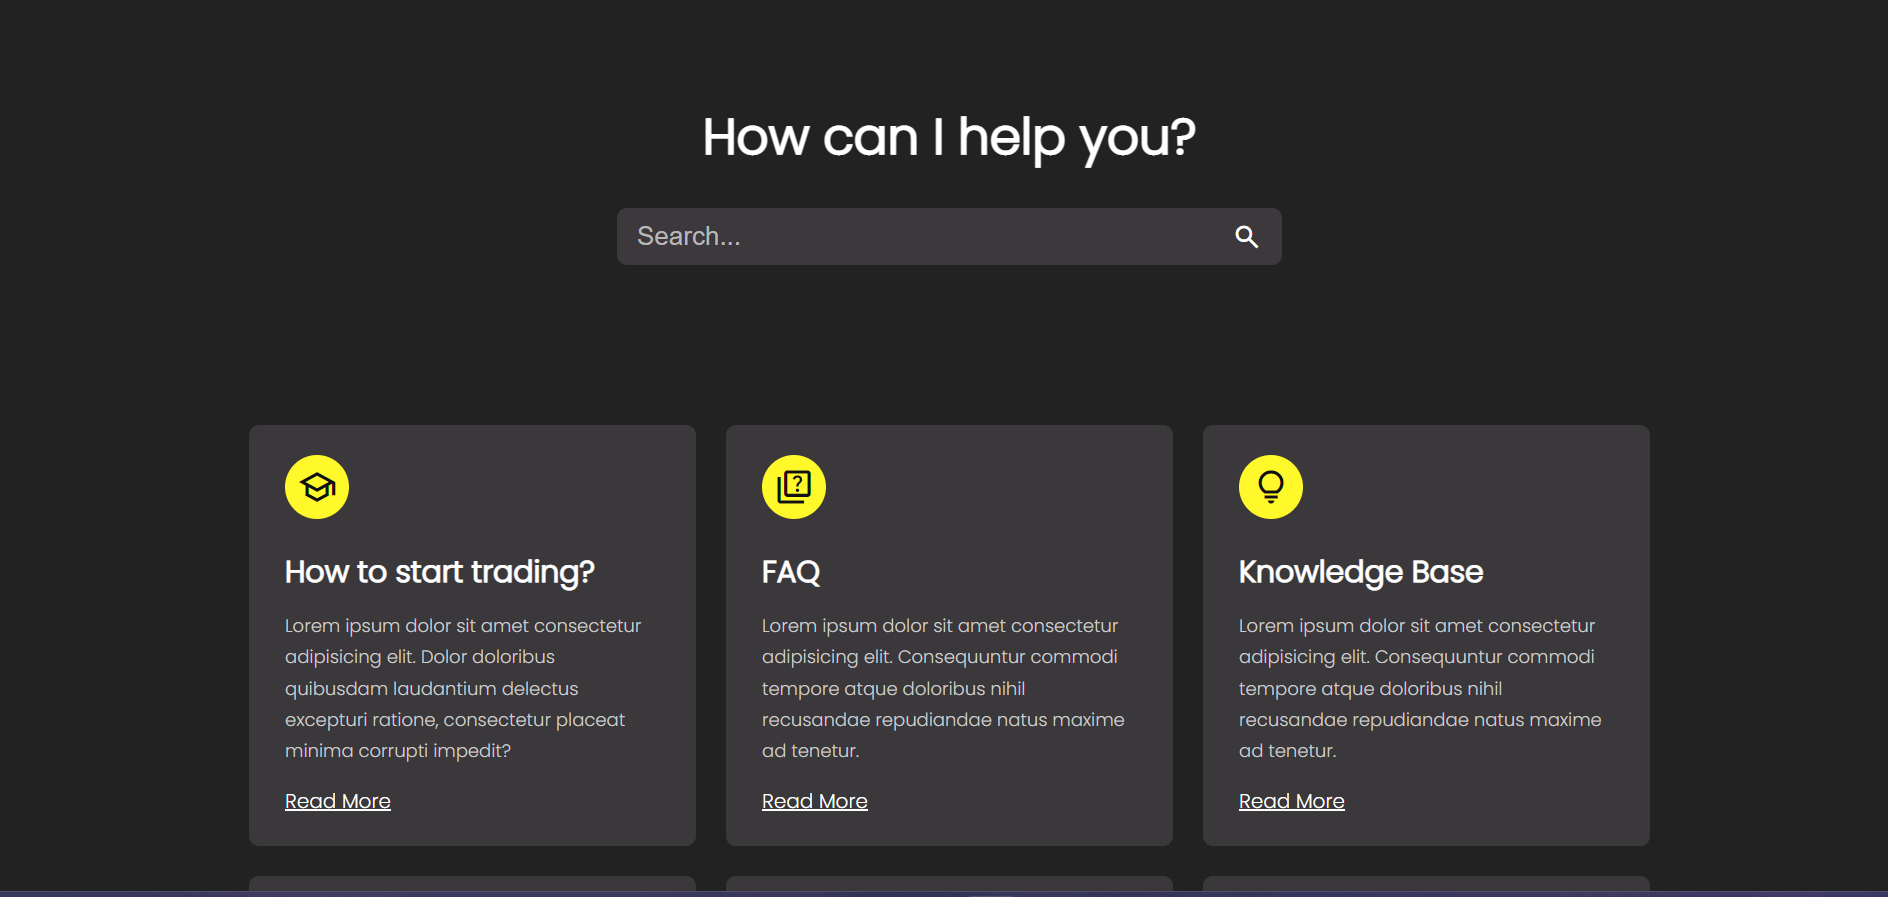 How can I help you?
Search...
How to start trading?
Lorem ipsum dolor sit amet consectetur
adipisicing elit. Dolor doloribus
quibusdam laudantium delectus
excepturi ratione, consectetur placeat
minima corrupti impedit?
Read More
FAQ
Lorem ipsum dolor sit amet consectetur
adipisicing elit. Consequuntur commodi
tempore atque doloribus nihil
recusandae repudiandae natus maxime
ad tenetur.
Read More
Knowledge Base
Lorem ipsum dolor sit amet consectetur
adipisicing elit. Consequuntur commodi
tempore atque doloribus nihil
recusandae repudiandae natus maxime
ad tenetur.
Read More